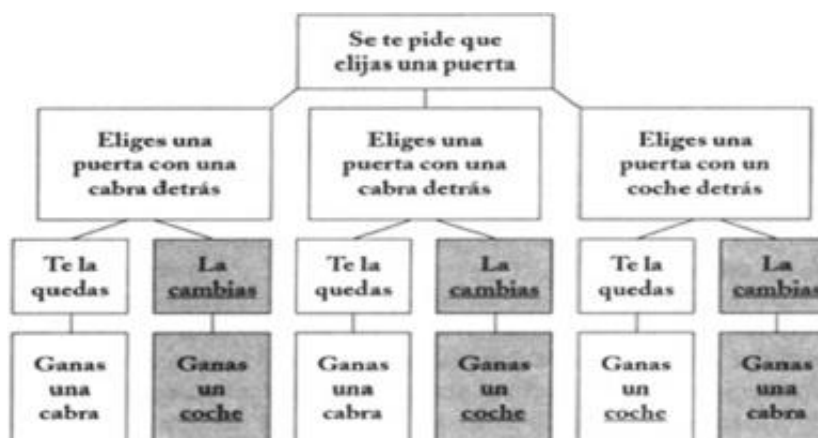 Se te pide que
elijas una puerta
Eliges una
puerta con una
cabra detrás
Eliges una
puerta con una
cabra detrás
Eliges una
puerta con un
coche detrás
Te la
quedas
La
cambias
Te la
quedas
La
cambias
Te la
quedas
La
cambias
Ganas
una
cabra
Ganas
un
coche
Ganas
una
cabra
Ganas
un
coche
Ganas
un
coche
Ganas
una
cabra